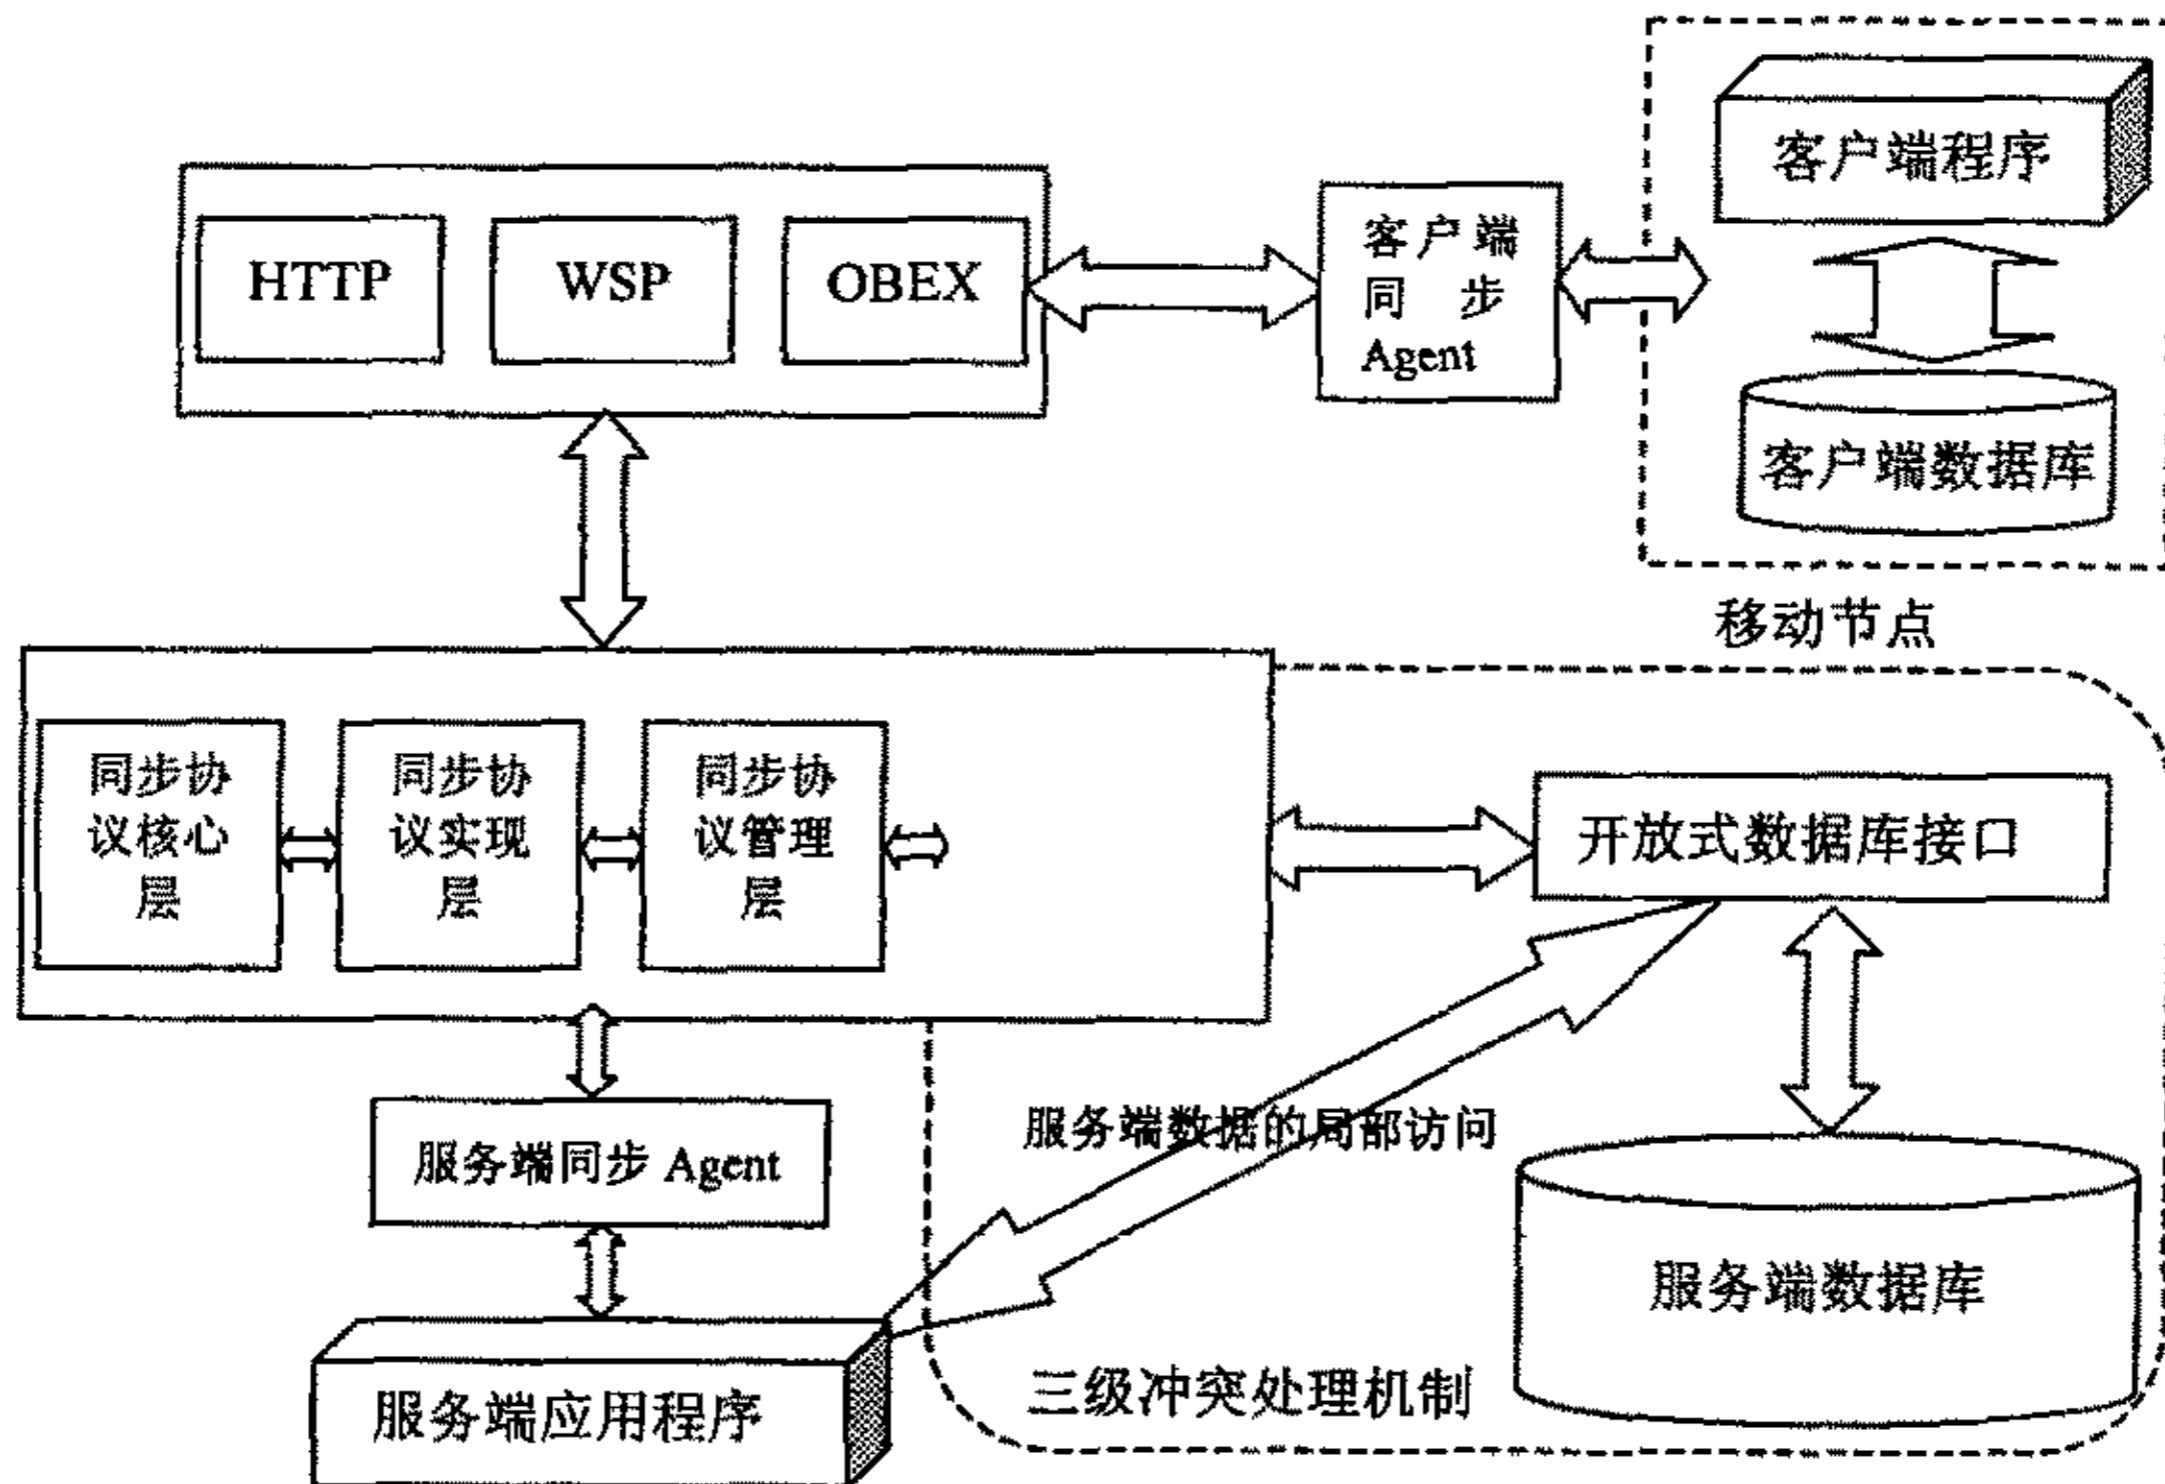 客户端程序
HTTP
WSP
OBEX
客户端
同步
Agent
客户端数据库
移动节点
同步协
议核心
层
同步协
议实现
层
同步协
议管理
层
开放式数据库接口
服务端数据的局部访问
服务端同步 Agent
服务端数据库
三级冲突处理机制
服务端应用程序